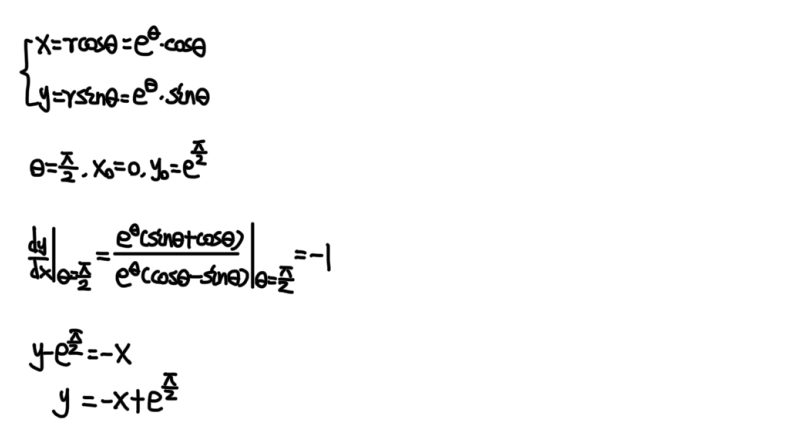 { x=rcosθ=e^θ·cosθ
y=rsinθ=e^θ·sinθ
θ=π/2, x₀=0, y₀=e^(π/2)
dy/dx|θ=π/2 = e^θ(sinθ+cosθ)/e^θ(cosθ-sinθ)|θ=π/2 = -1
y-e^(π/2)=-x
y=-x+e^(π/2)